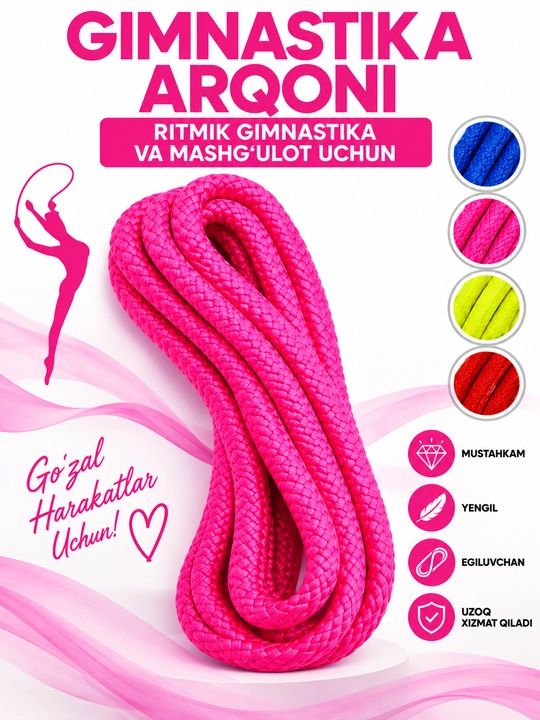 GIMNASTIKA
ARQONI
RITMIK GIMNASTIKA
VA MASHG‘ULOT UCHUN
Go‘zal
Harakatlar
Uchun!
MUSTAHKAM
YENGIL
EGILUVCHAN
UZOQ
XIZMAT QILADI